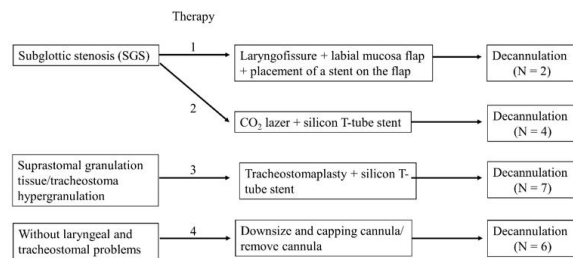 Therapy
1
Subglottic stenosis (SGS)
Laryngofissure + labial mucosa flap
+ placement of a stent on the flap
Decannulation
(N = 2)
2
CO₂ lazer + silicon T-tube stent
Decannulation
(N = 4)
Suprastomal granulation
tissue/tracheostoma
hypergranulation
3
Tracheostomaplasty + silicon T-
tube stent
Decannulation
(N = 7)
Without laryngeal and
tracheostomal problems
4
Downsize and capping cannula/
remove cannula
Decannulation
(N = 6)